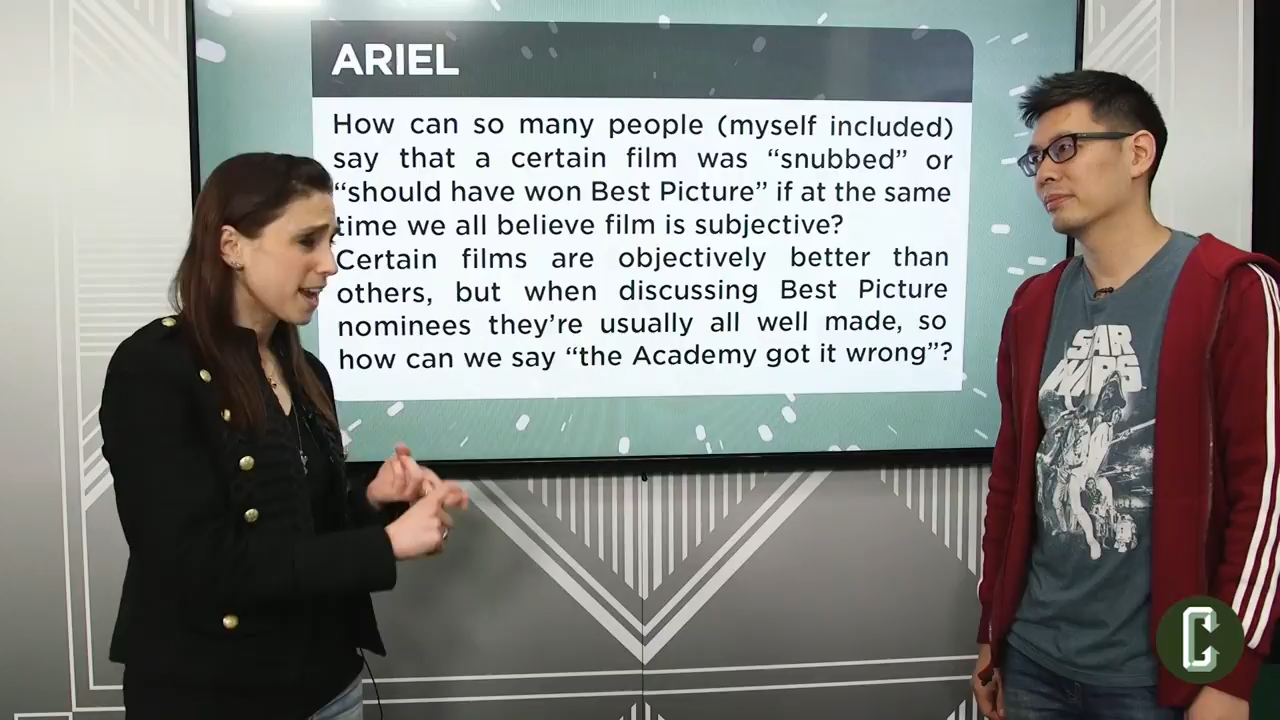 ARIEL
How can so many people (myself included)
say that a certain film was “snubbed” or
“should have won Best Picture” if at the same
time we all believe film is subjective?
Certain films are objectively better than
others, but when discussing Best Picture
nominees they’re usually all well made, so
how can we say “the Academy got it wrong”?
STAR
WARS
C